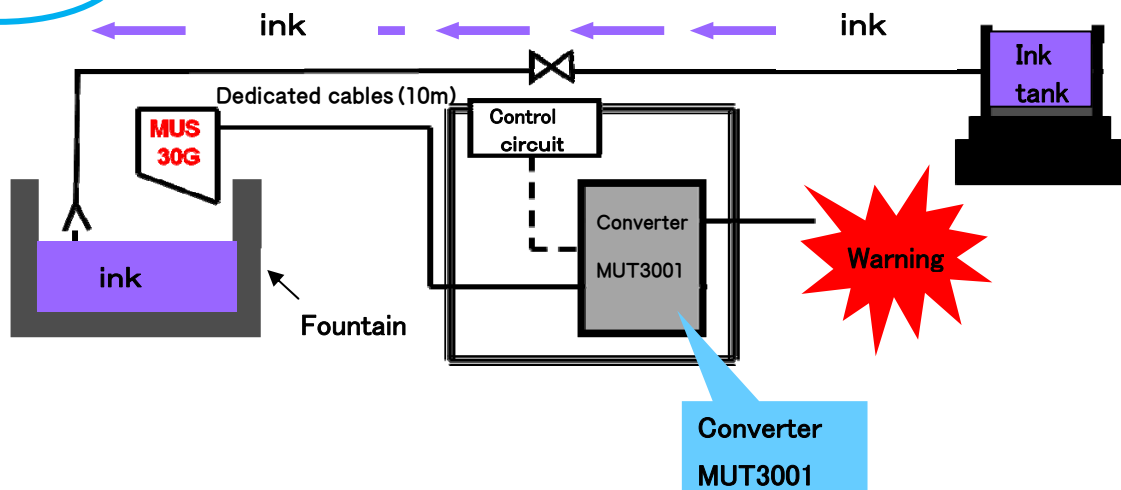 ink
ink
Ink
tank
Dedicated cables (10m)
Control
circuit
MUS
30G
Converter
MUT3001
Warning
ink
Fountain
Converter
MUT3001